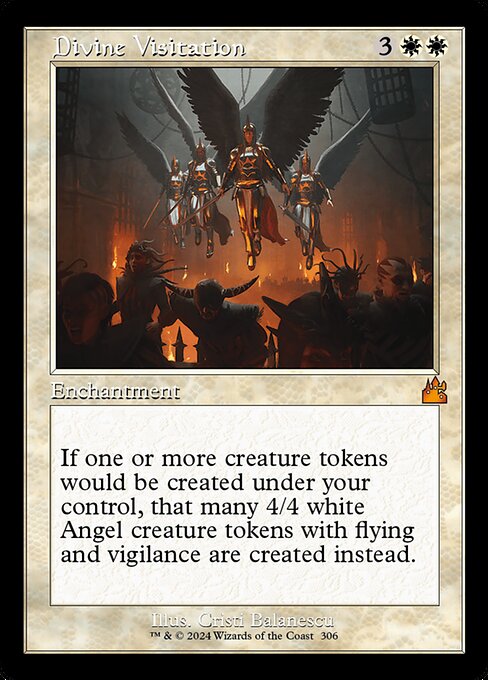 Divine Visitation 3
Enchantment
If one or more creature tokens
would be created under your
control, that many 4/4 white
Angel creature tokens with flying
and vigilance are created instead.
Illus. Cristi Balanescu
™ & © 2024 Wizards of the Coast 306